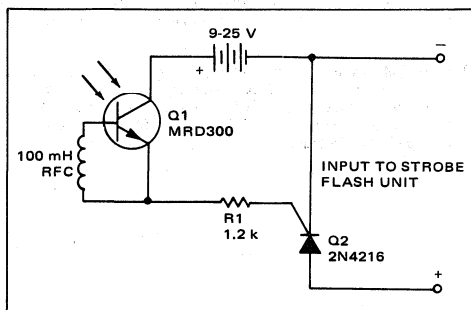 9-25 V
+
−
Q1
MRD300
100 mH
RFC
INPUT TO STROBE
FLASH UNIT
R1
1.2 k
Q2
2N4216
+